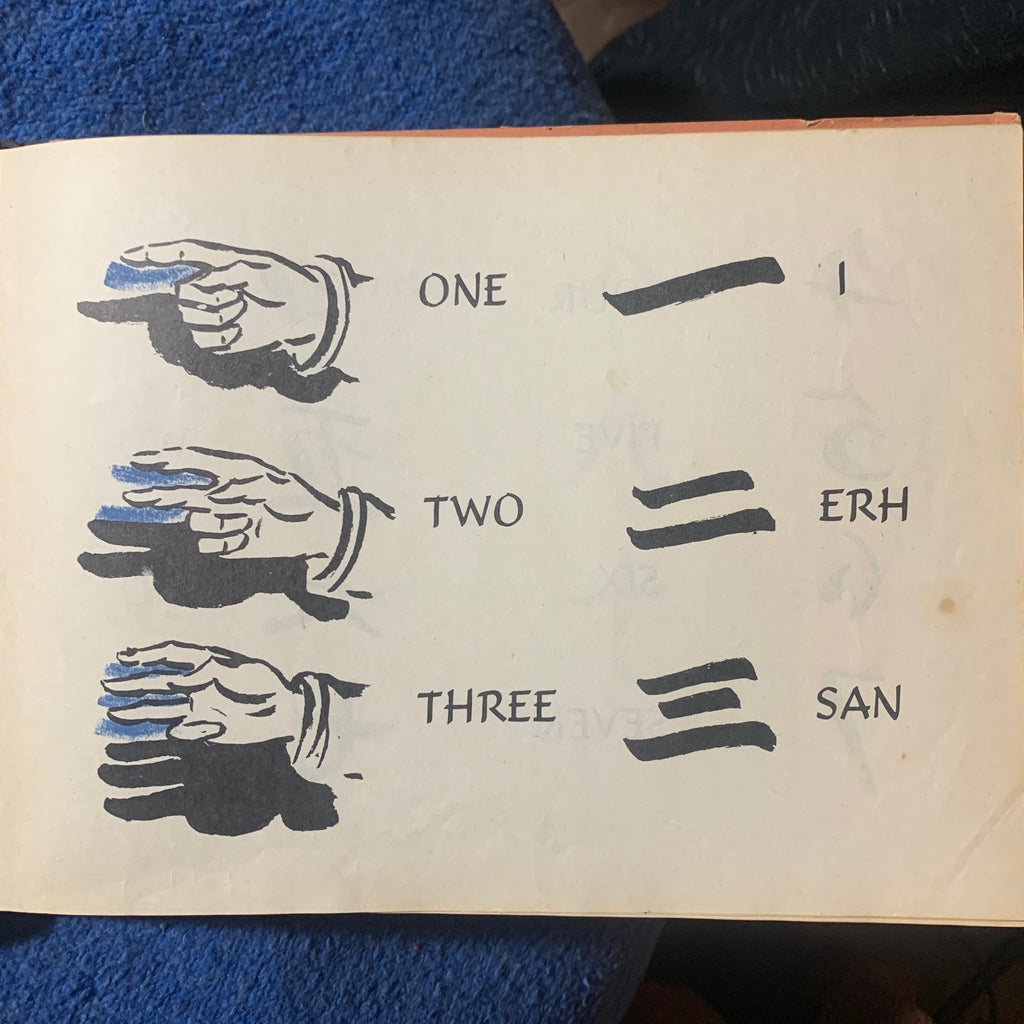 ONE 一 I
TWO 二 ERH
THREE 三 SAN